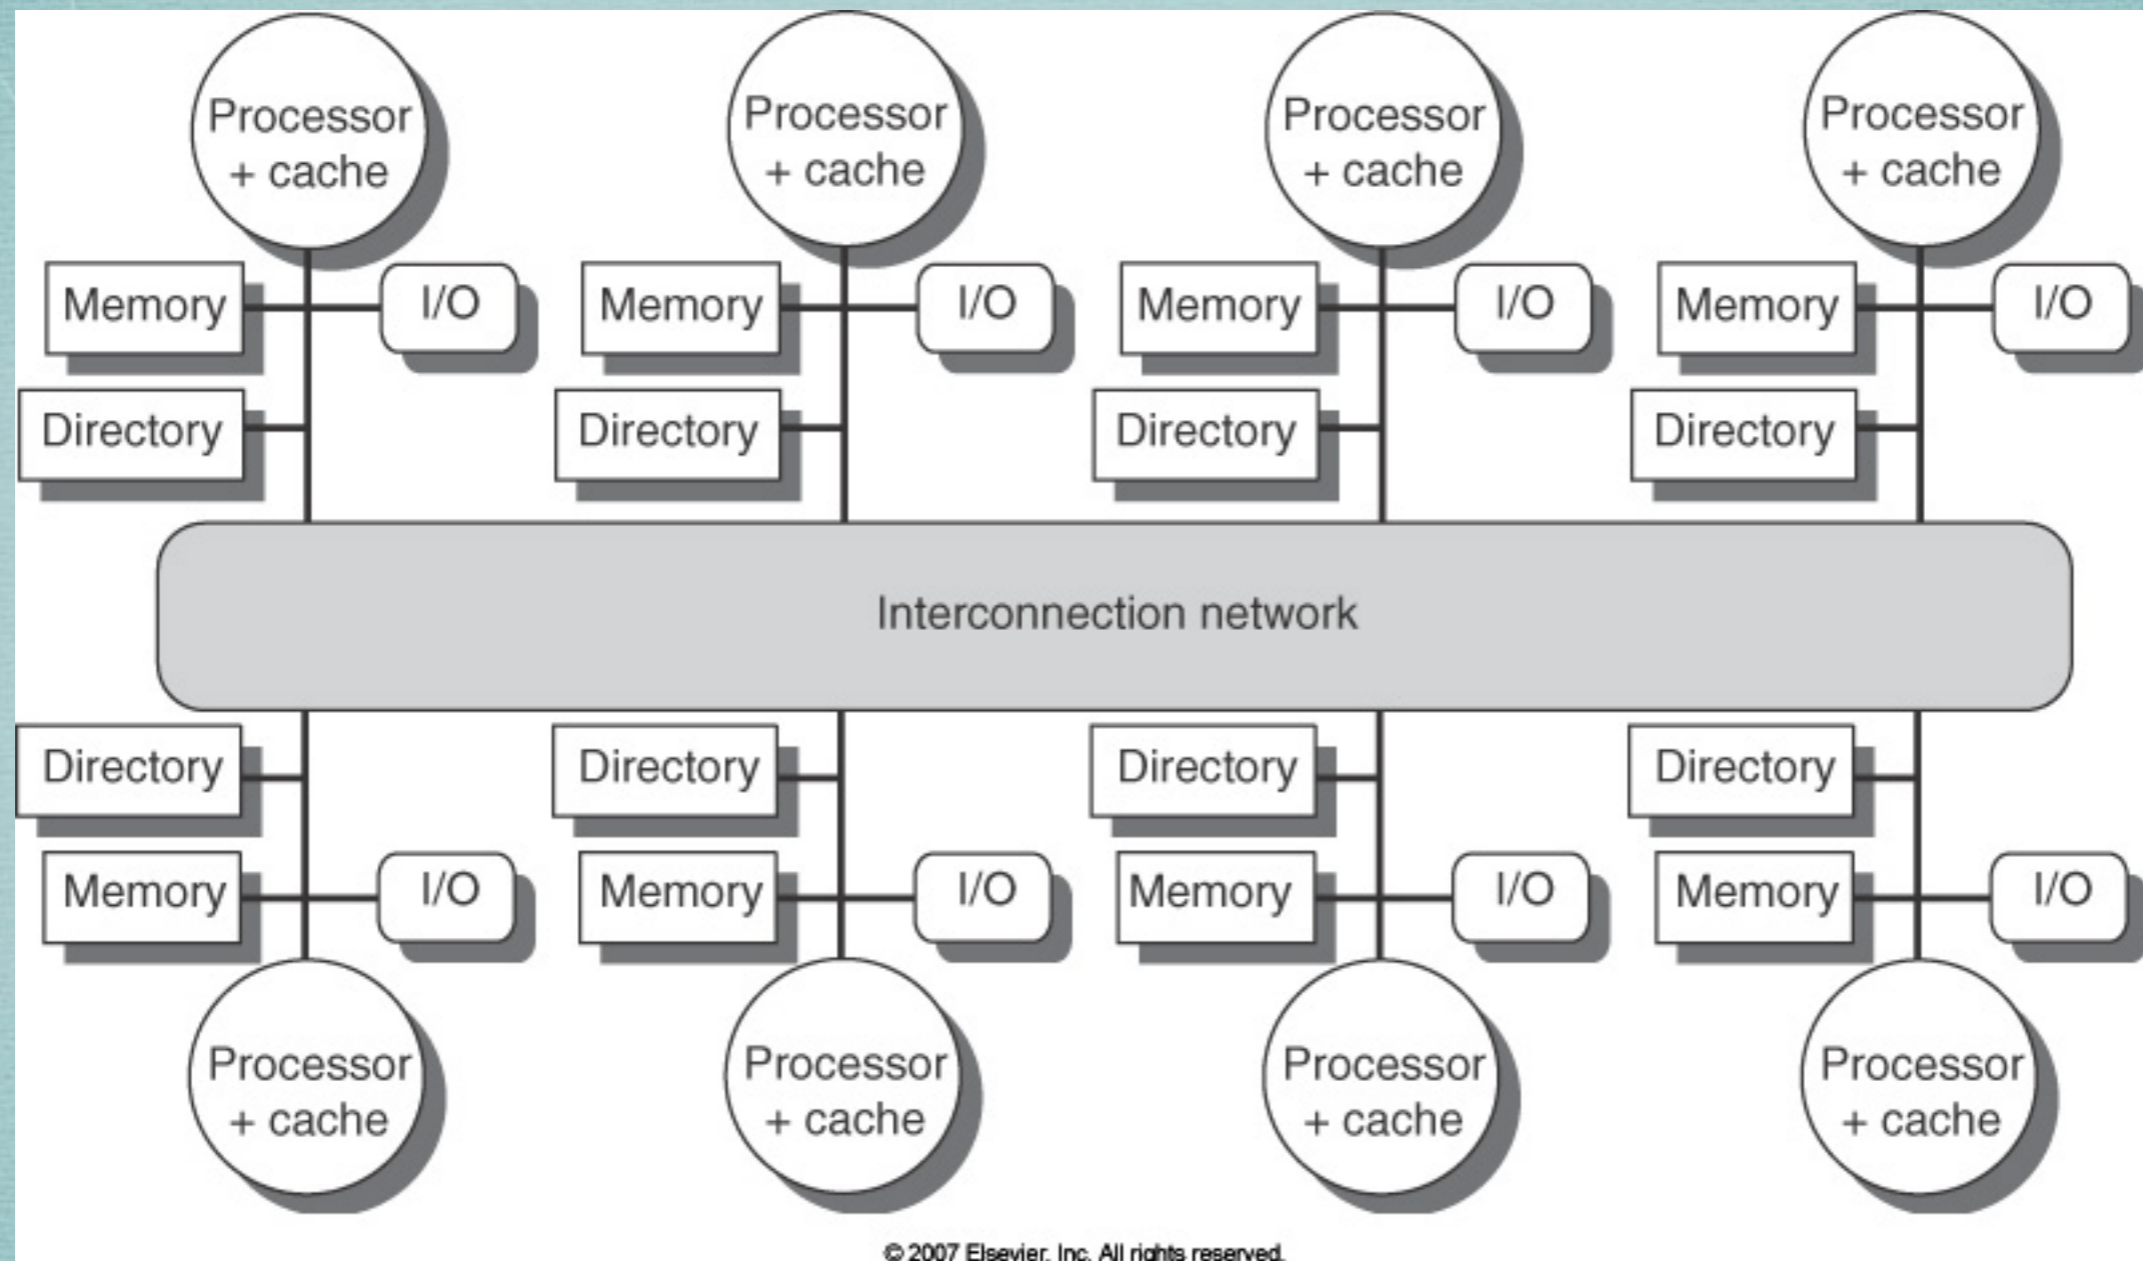 Processor
+ cache
Processor
+ cache
Processor
+ cache
Processor
+ cache
Memory
I/O
Memory
I/O
Memory
I/O
Memory
I/O
Directory
Directory
Directory
Directory
Interconnection network
Directory
Directory
Directory
Directory
Memory
I/O
Memory
I/O
Memory
I/O
Memory
I/O
Processor
+ cache
Processor
+ cache
Processor
+ cache
Processor
+ cache
© 2007 Elsevier, Inc. All rights reserved.